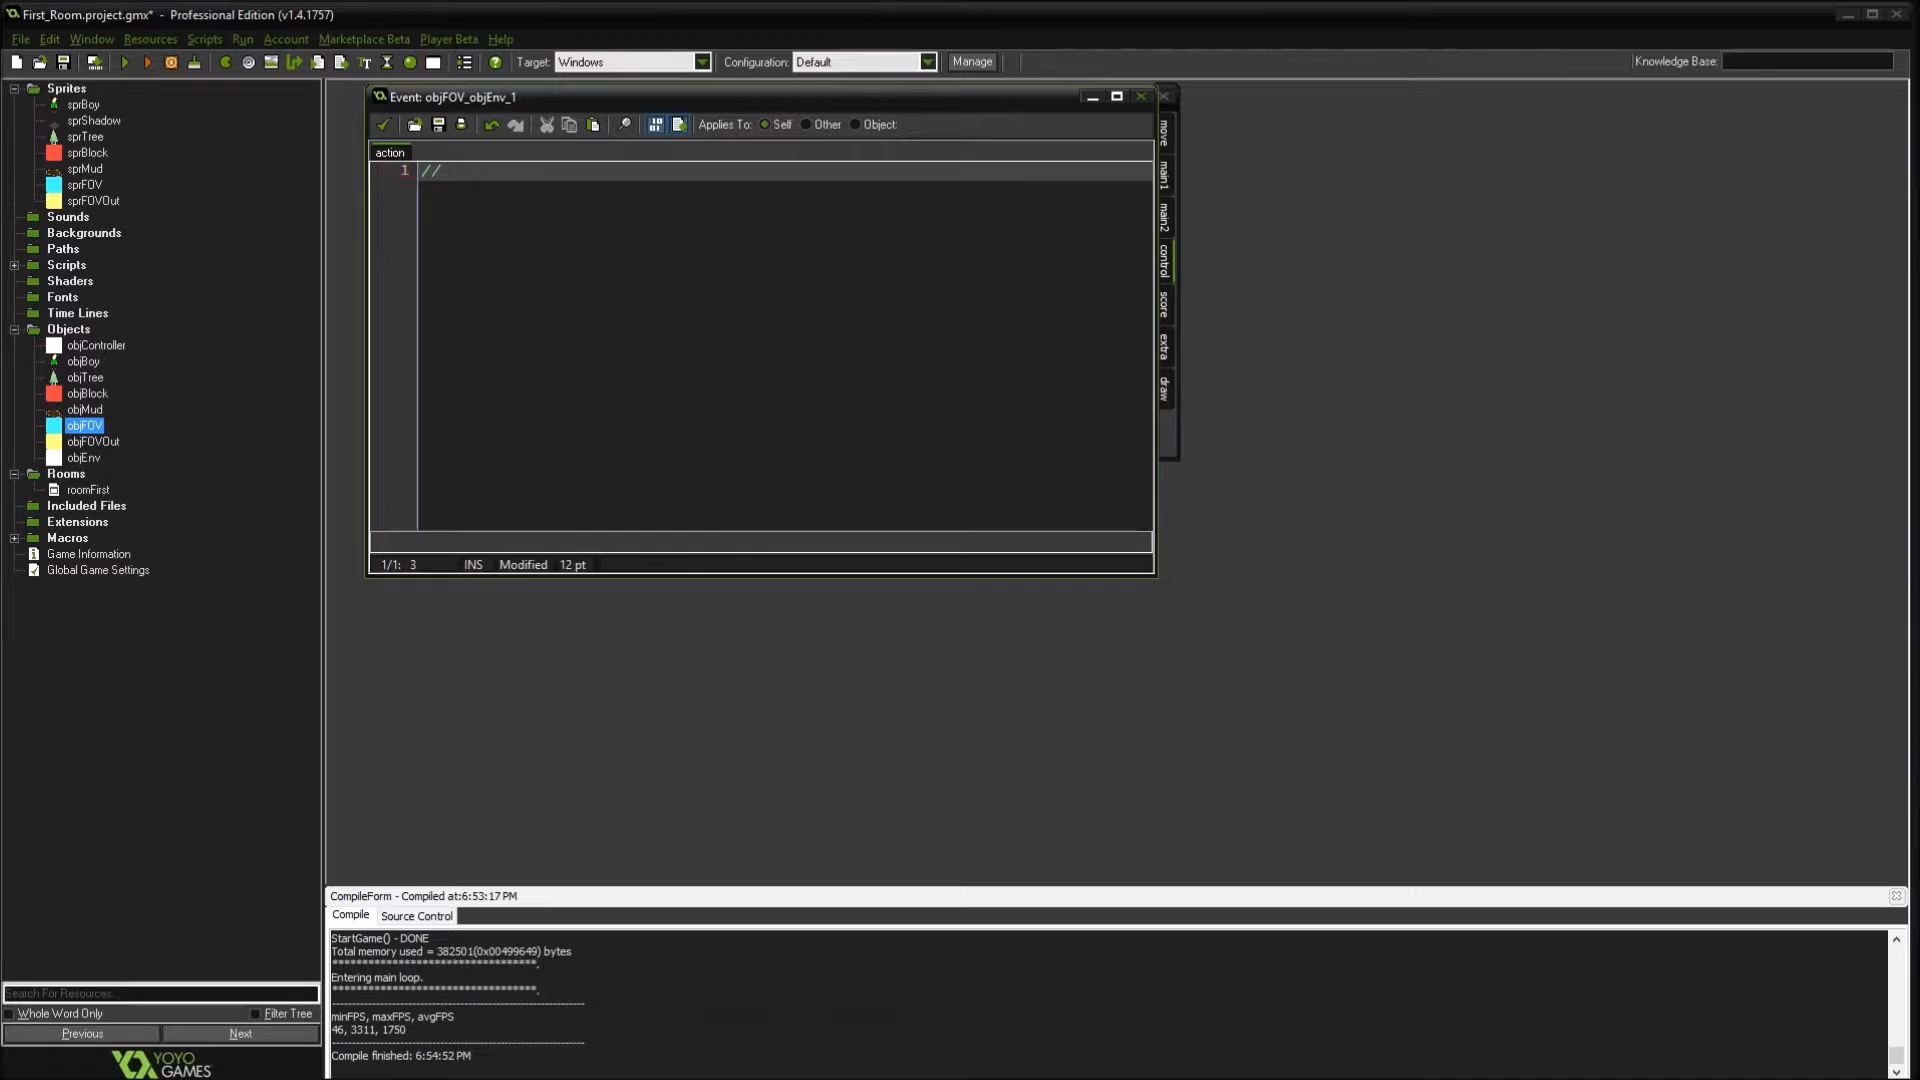 First_Room.project.gmx* - Professional Edition (v1.4.1757)
File Edit Window Resources Scripts Run Account Marketplace Beta Player Beta Help
Target: Windows Configuration: Default Manage Knowledge Base:
Sprites
sprBoy
sprShadow
sprTree
sprBlock
sprMud
sprFOV
sprFOVOut
Sounds
Backgrounds
Paths
Scripts
Shaders
Fonts
Time Lines
Objects
objController
objBoy
objTree
objBlock
objMud
objFOV
objFOVOut
objEnv
Rooms
roomFirst
Included Files
Extensions
Macros
Game Information
Global Game Settings
Search For Resources...
Whole Word Only Filter Tree
Previous Next
YOYO
GAMES
Event: objFOV_objEnv_1
Applies To: Self Other Object:
action
1 //
1/1: 3 INS Modified 12 pt
move
main1
main2
control
score
extra
draw
CompileForm - Compiled at:6:53:17 PM
Compile Source Control
StartGame() - DONE
Total memory used = 382501(0x00499649) bytes
***********************************.
Entering main loop.
***********************************.
---------------------------------------------------------------
minFPS, maxFPS, avgFPS
46, 3311, 1750
---------------------------------------------------------------
Compile finished: 6:54:52 PM